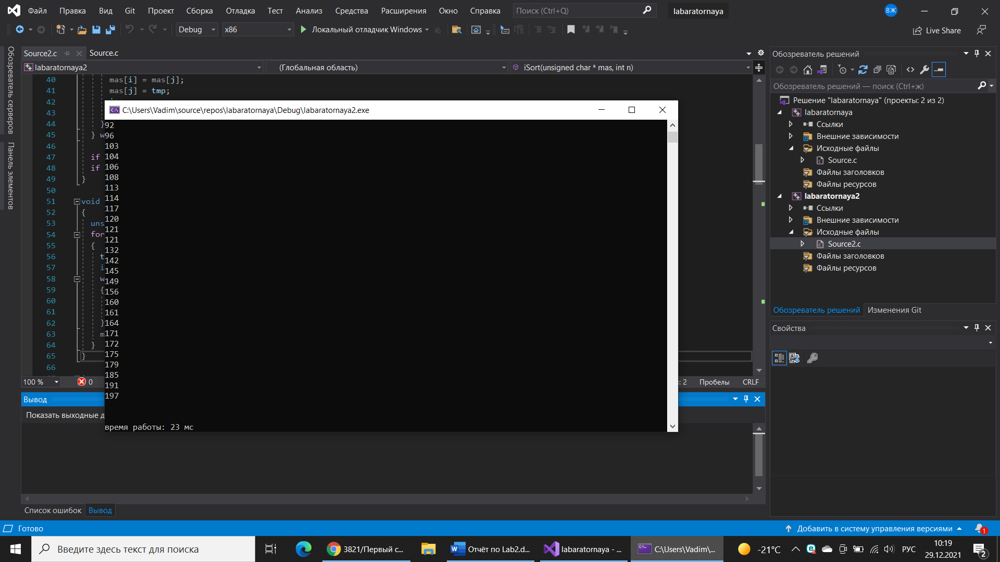 Файл Правка Вид Git Проект Сборка Отладка Тест Анализ Средства Расширения Окно Справка Поиск (Ctrl+Q) labaratornaya ВЖ
Debug x86 Локальный отладчик Windows Live Share
Обозреватель серверов
Панель элементов
Source2.c Source.c
labaratornaya2 (Глобальная область) iSort(unsigned char * mas, int n)
40 mas[i] = mas[j];
41 mas[j] = tmp;
42
43
44 }
45 } w
46
47 if
48 if
49 }
50
51 void
52 {
53 uns
54 for
55 {
56 t
57 i
58 w
59 {
60
61
62 }
63 m
64 }
65 }
66
C:\Users\Vadim\source\repos\labaratornaya\Debug\labaratornaya2.exe
92
96
103
104
106
108
113
114
117
120
121
121
132
142
145
149
156
160
161
164
171
172
175
179
185
191
197
время работы: 23 мс
100 % 0 : 2 Пробелы CRLF
Вывод
Показать выходные д
Список ошибок Вывод
Обозреватель решений
Обозреватель решений — поиск (Ctrl+ж)
Решение "labaratornaya" (проекты: 2 из 2)
labaratornaya
Ссылки
Внешние зависимости
Исходные файлы
Source.c
Файлы заголовков
Файлы ресурсов
labaratornaya2
Ссылки
Внешние зависимости
Исходные файлы
Source2.c
Файлы заголовков
Файлы ресурсов
Обозреватель решений Изменения Git
Свойства
Готово Добавить в систему управления версиями 1
Введите здесь текст для поиска 3821/Первый с... Отчёт по Lab2.d... labaratornaya - ... C:\Users\Vadim\... -21°C РУС 10:19
29.12.2021 2